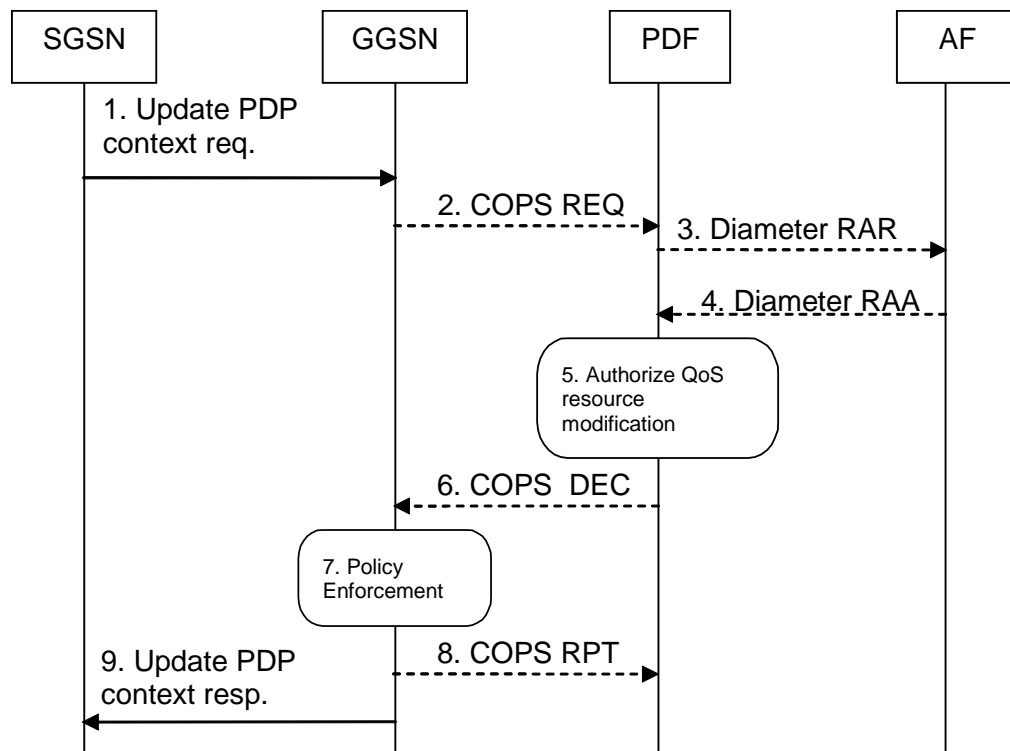 SGSN
GGSN
PDF
AF
1. Update PDP
context req.
2. COPS REQ
3. Diameter RAR
4. Diameter RAA
5. Authorize QoS
resource
modification
6. COPS  DEC
7. Policy
Enforcement
8. COPS RPT
9. Update PDP
context resp.